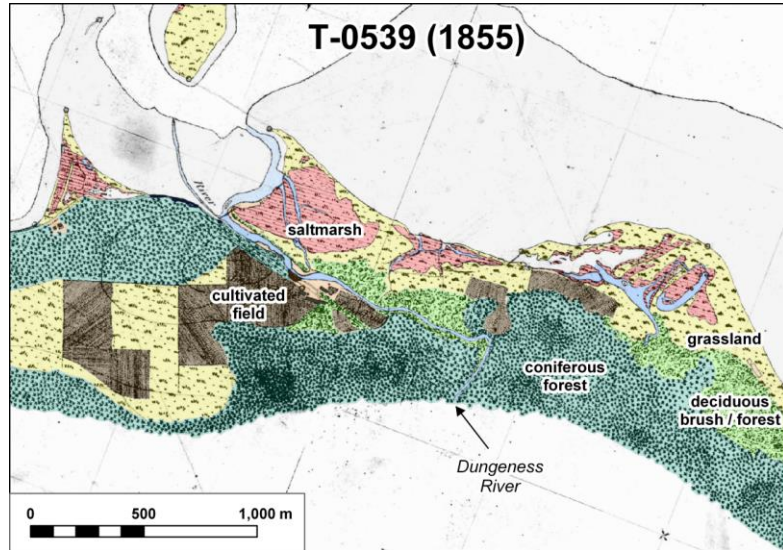 T-0539 (1855)
River
saltmarsh
cultivated
field
grassland
coniferous
forest
deciduous
brush / forest
Dungeness
River
0 500 1,000 m